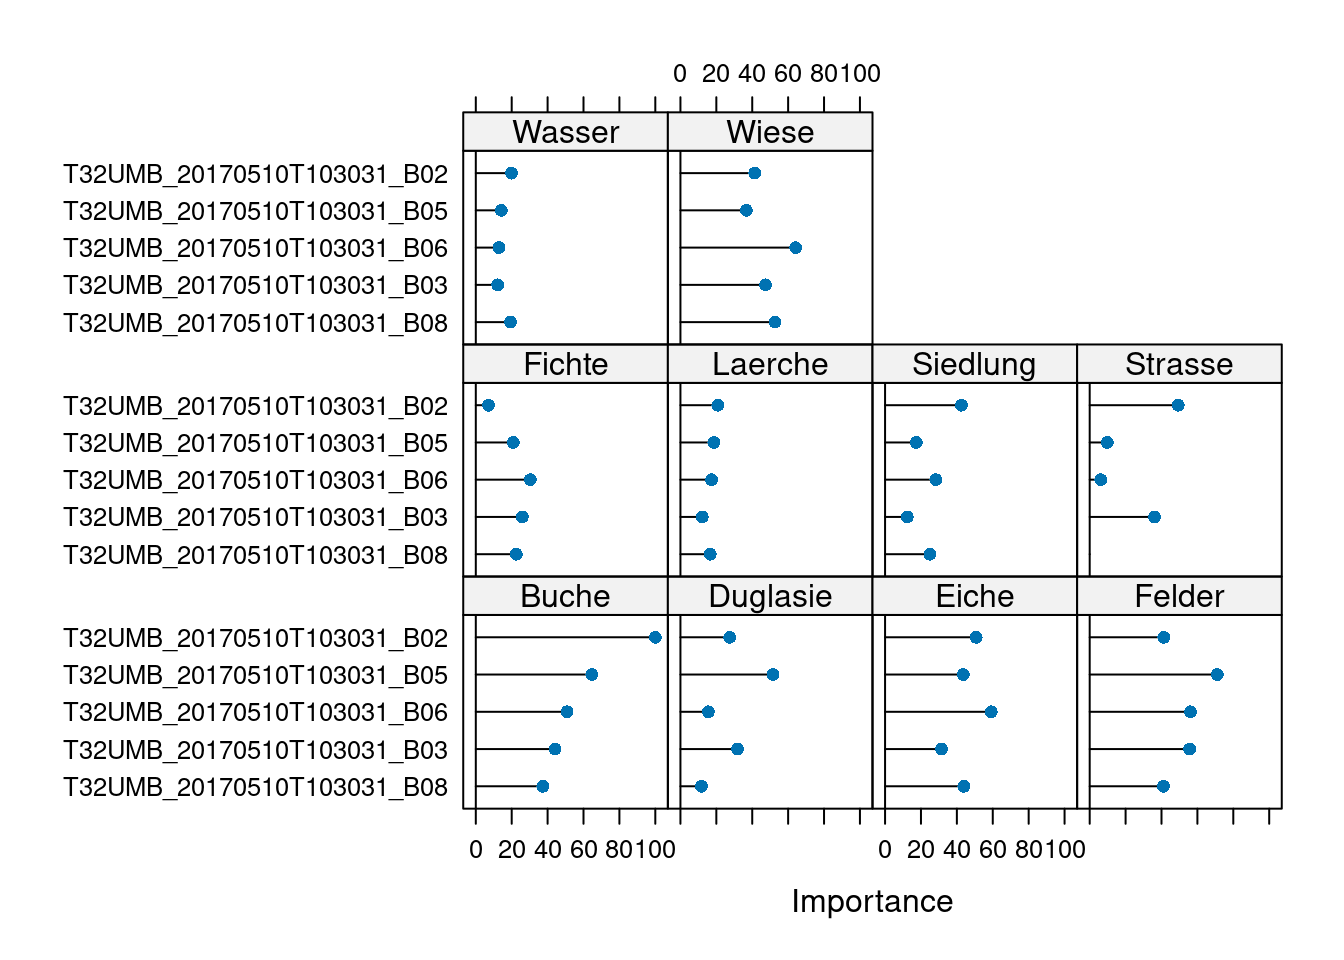 0 20 40 60 80 100
Wasser Wiese
T32UMB_20170510T103031_B02
T32UMB_20170510T103031_B05
T32UMB_20170510T103031_B06
T32UMB_20170510T103031_B03
T32UMB_20170510T103031_B08
Fichte Laerche Siedlung Strasse
T32UMB_20170510T103031_B02
T32UMB_20170510T103031_B05
T32UMB_20170510T103031_B06
T32UMB_20170510T103031_B03
T32UMB_20170510T103031_B08
Buche Duglasie Eiche Felder
T32UMB_20170510T103031_B02
T32UMB_20170510T103031_B05
T32UMB_20170510T103031_B06
T32UMB_20170510T103031_B03
T32UMB_20170510T103031_B08
0 20 40 60 80 100 0 20 40 60 80 100
Importance